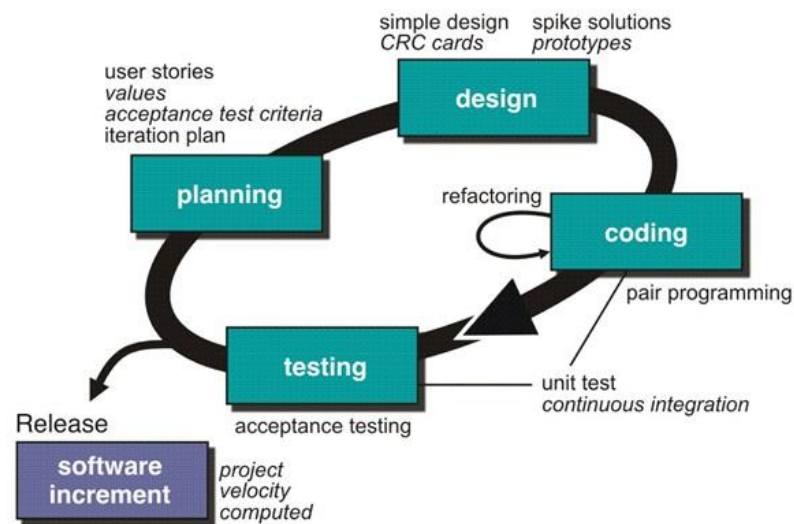 simple design
CRC cards
spike solutions
prototypes
user stories
values
acceptance test criteria
iteration plan
design
planning
refactoring
coding
pair programming
testing
unit test
continuous integration
acceptance testing
Release
software
increment
project
velocity
computed